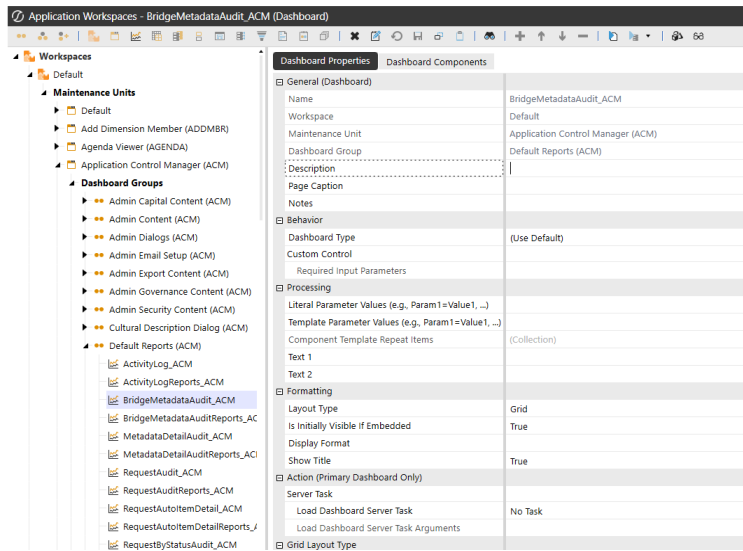 Application Workspaces - BridgeMetadataAudit_ACM (Dashboard)
Workspaces
Default
Maintenance Units
Default
Add Dimension Member (ADDMBR)
Agenda Viewer (AGENDA)
Application Control Manager (ACM)
Dashboard Groups
Admin Capital Content (ACM)
Admin Content (ACM)
Admin Dialogs (ACM)
Admin Email Setup (ACM)
Admin Export Content (ACM)
Admin Governance Content (ACM)
Admin Security Content (ACM)
Cultural Description Dialog (ACM)
Default Reports (ACM)
ActivityLog_ACM
ActivityLogReports_ACM
BridgeMetadataAudit_ACM
BridgeMetadataAuditReports_AC
MetadataDetailAudit_ACM
MetadataDetailAuditReports_ACI
RequestAudit_ACM
RequestAuditReports_ACM
RequestAutoItemDetail_ACM
RequestAutoItemDetailReports_A
RequestByStatusAudit_ACM
Dashboard Properties Dashboard Components
General (Dashboard)
Name BridgeMetadataAudit_ACM
Workspace Default
Maintenance Unit Application Control Manager (ACM)
Dashboard Group Default Reports (ACM)
Description
Page Caption
Notes
Behavior
Dashboard Type (Use Default)
Custom Control
Required Input Parameters
Processing
Literal Parameter Values (e.g., Param1=Value1, ...)
Template Parameter Values (e.g., Param1=Value1, ...)
Component Template Repeat Items (Collection)
Text 1
Text 2
Formatting
Layout Type Grid
Is Initially Visible If Embedded True
Display Format
Show Title True
Action (Primary Dashboard Only)
Server Task
Load Dashboard Server Task No Task
Load Dashboard Server Task Arguments
Grid Layout Type